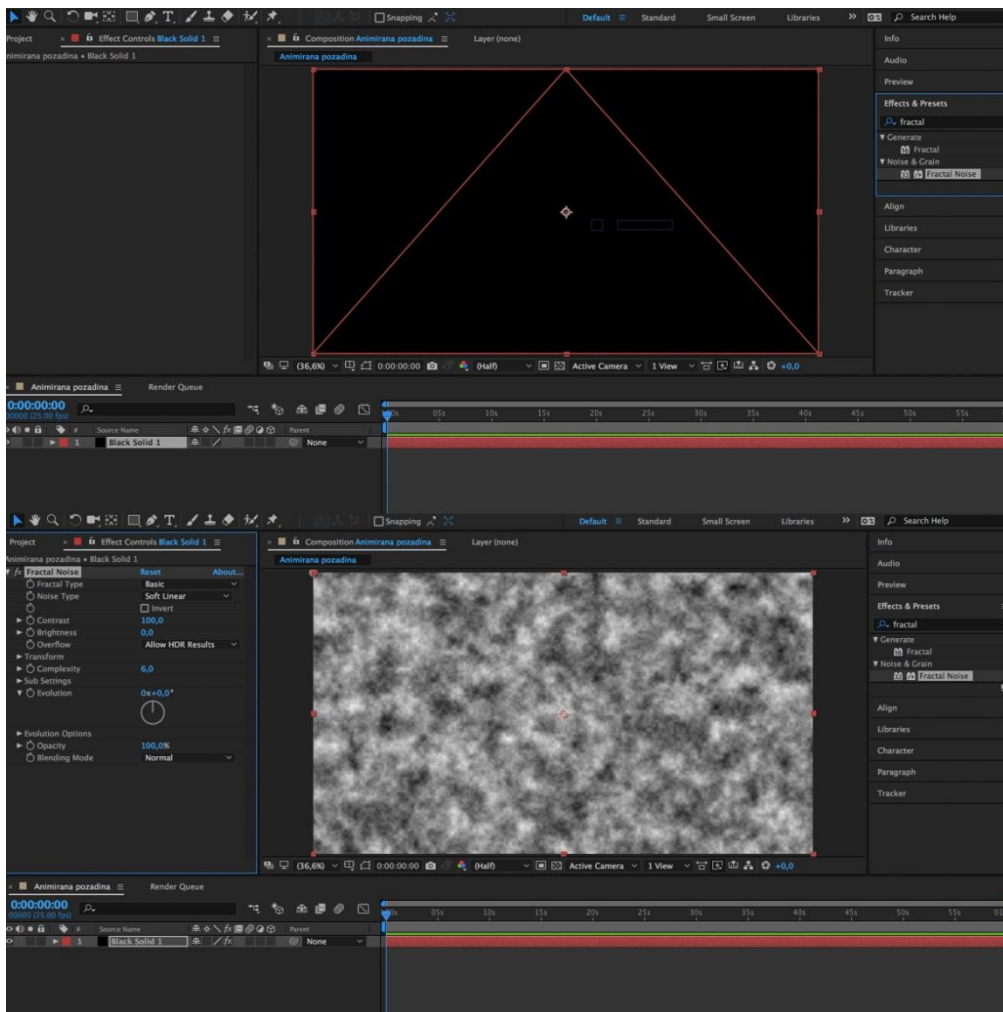 Snapping Default Standard Small Screen Libraries Search Help
Project Effect Controls Black Solid 1 Composition Animirana pozadina Layer (none) Info
nimirana pozadina • Black Solid 1 Animirana pozadina Audio
Preview
Effects & Presets
fractal
Generate
Fractal
Noise & Grain
Fractal Noise
Align
Libraries
Character
Paragraph
Tracker
(36,6%) 0:00:00:00 (Half) Active Camera 1 View +0,0
Animirana pozadina Render Queue
0:00:00:00
00000 (25.00 fps) 05s 10s 15s 20s 25s 30s 35s 40s 45s 50s 55s
# Source Name Parent
1 Black Solid 1 None
Snapping Default Standard Small Screen Libraries Search Help
Project Effect Controls Black Solid 1 Composition Animirana pozadina Layer (none) Info
Animirana pozadina • Black Solid 1 Animirana pozadina Audio
fx Fractal Noise Reset About...
Fractal Type Basic Preview
Noise Type Soft Linear
Invert Effects & Presets
Contrast 100,0 fractal
Brightness 0,0 Generate
Overflow Allow HDR Results Fractal
Transform Noise & Grain
Complexity 6,0 Fractal Noise
Sub Settings
Evolution 0x+0,0°
Align
Libraries
Evolution Options
Opacity 100,0% Character
Blending Mode Normal
Paragraph
Tracker
(36,6%) 0:00:00:00 (Half) Active Camera 1 View +0,0
Animirana pozadina Render Queue
0:00:00:00
00000 (25.00 fps) 05s 10s 15s 20s 25s 30s 35s 40s 45s 50s 55s
# Source Name Parent
1 Black Solid 1 None